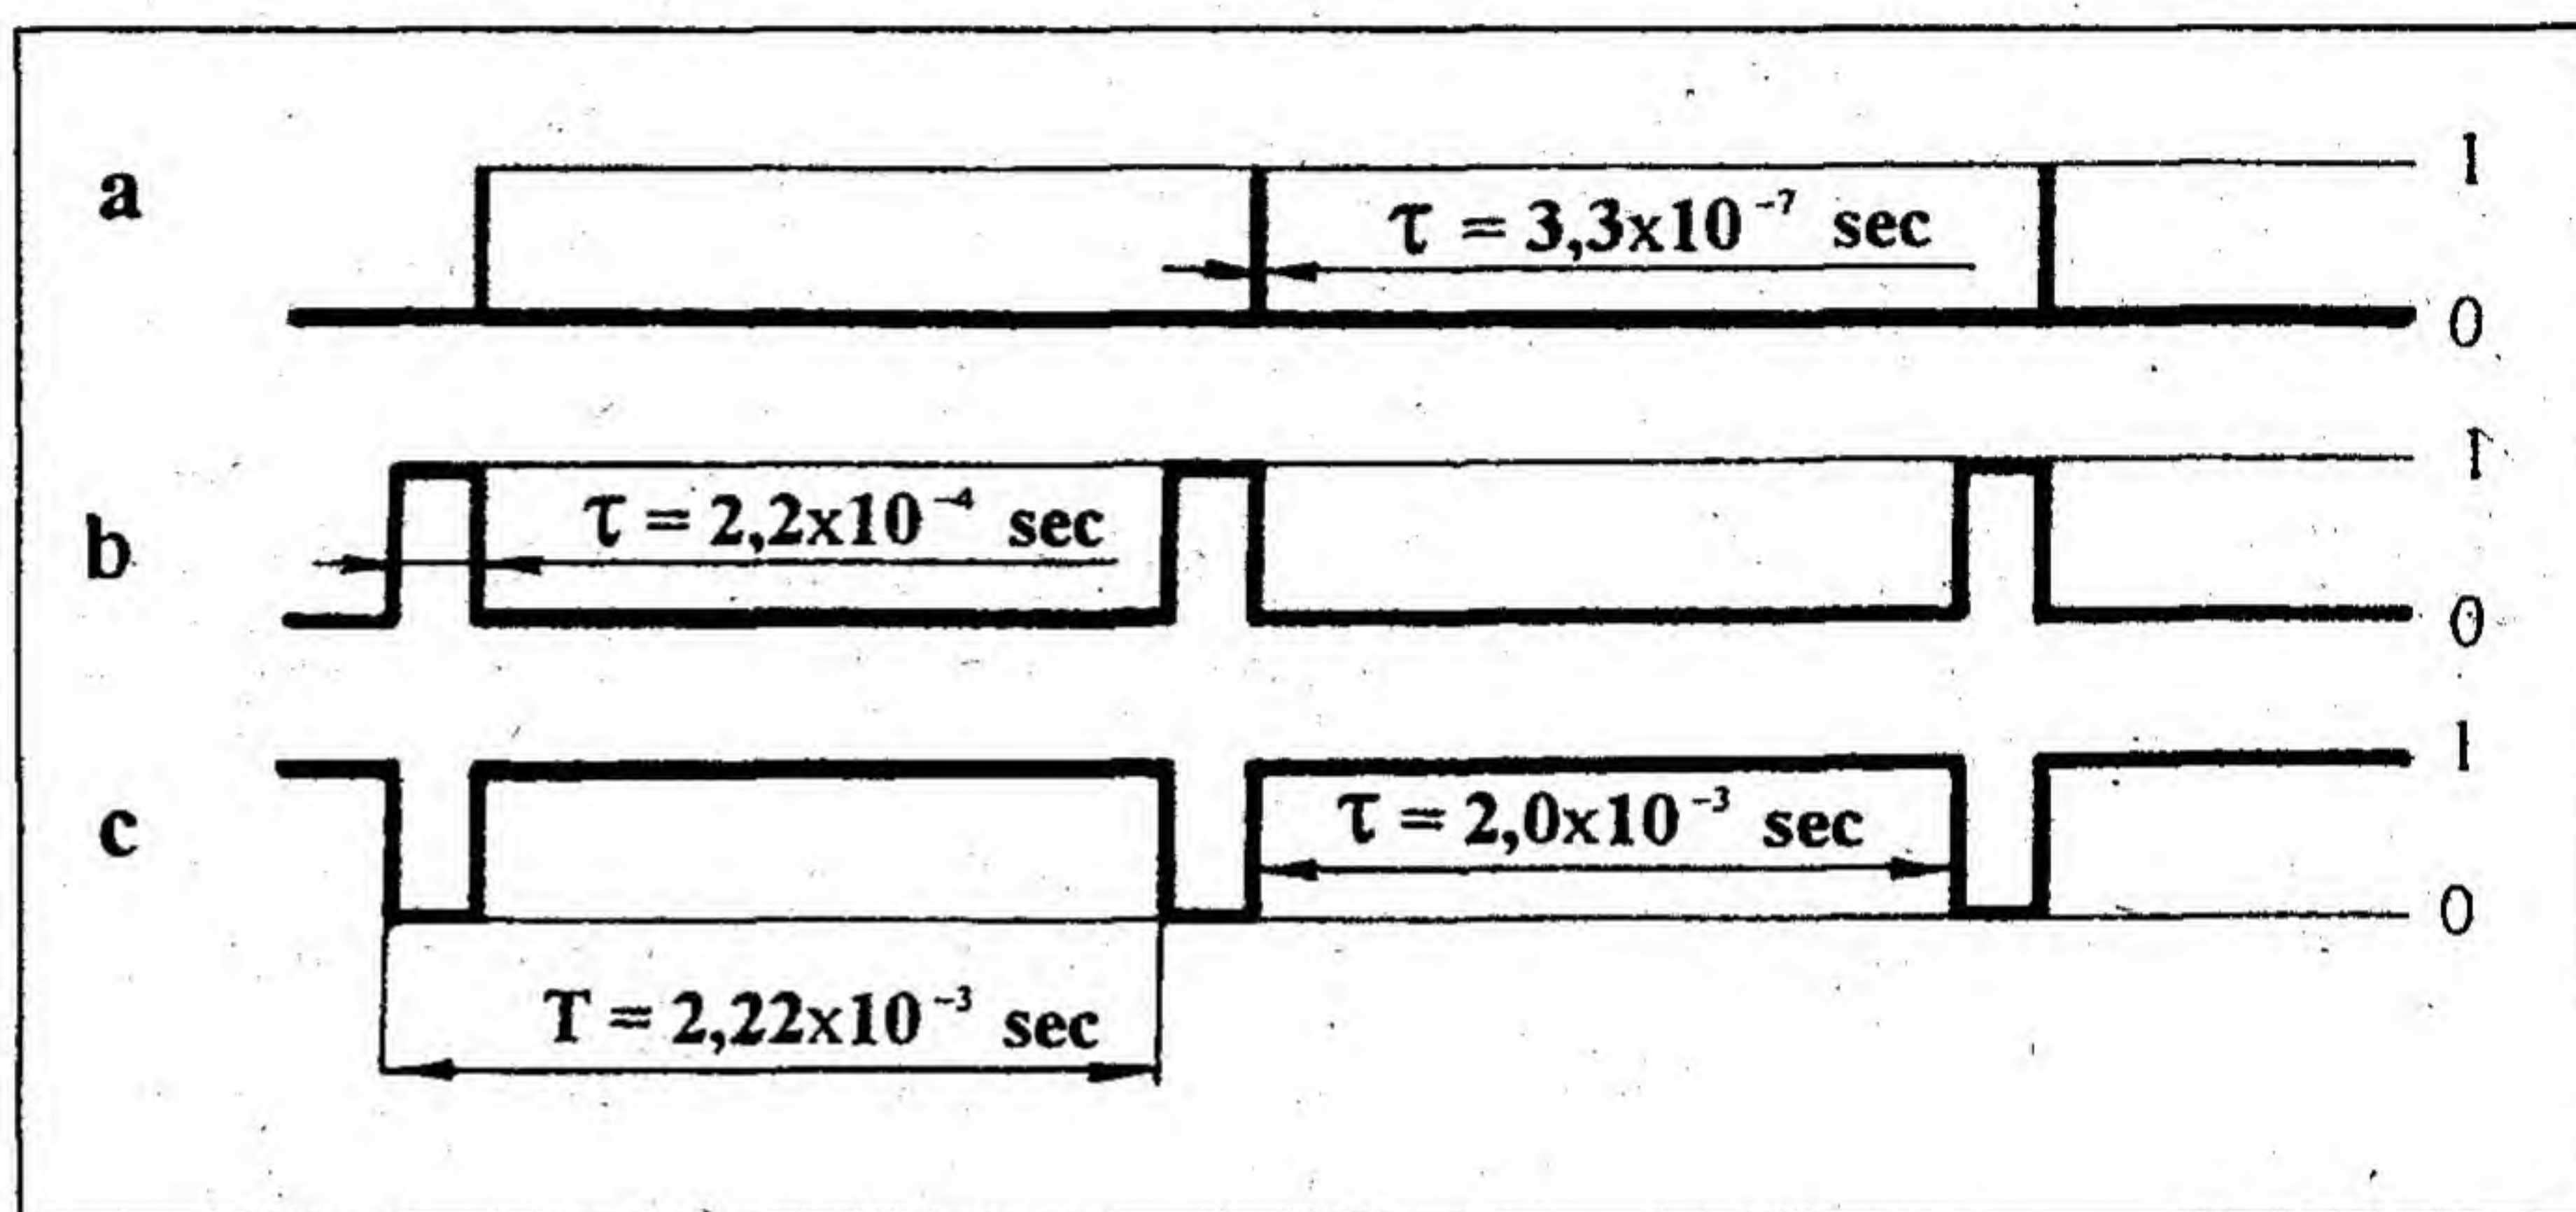 a
1
τ = 3,3x10⁻⁷ sec
0
b
1
τ = 2,2x10⁻⁴ sec
0
c
1
τ = 2,0x10⁻³ sec
0
T = 2,22x10⁻³ sec